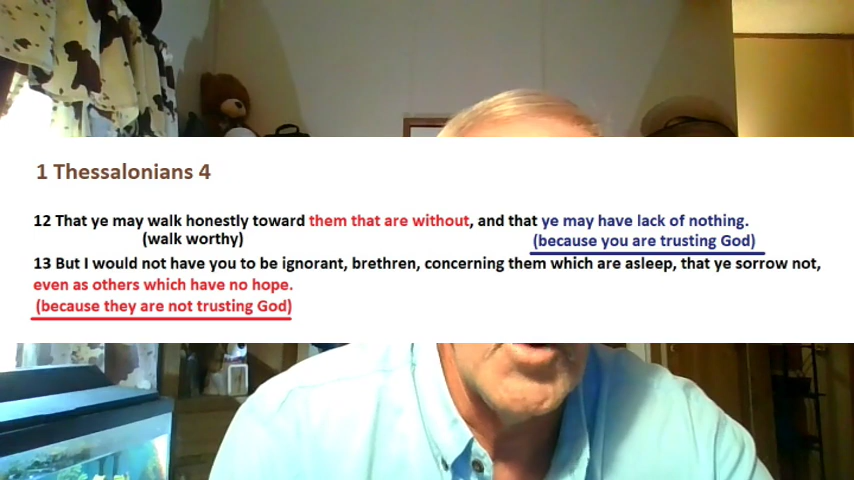 1 Thessalonians 4
12 That ye may walk honestly toward them that are without, and that ye may have lack of nothing.
(walk worthy) (because you are trusting God)
13 But I would not have you to be ignorant, brethren, concerning them which are asleep, that ye sorrow not,
even as others which have no hope.
(because they are not trusting God)